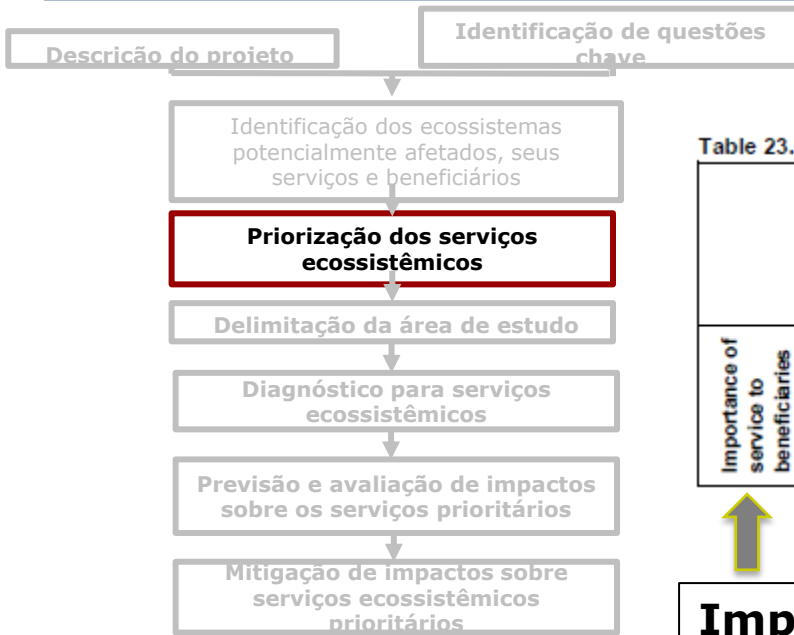 Descrição do projeto
Identificação de questões
chave
Identificação dos ecossistemas
potencialmente afetados, seus
serviços e beneficiários
Priorização dos serviços
ecossistêmicos
Delimitação da área de estudo
Diagnóstico para serviços
ecossistêmicos
Previsão e avaliação de impactos
sobre os serviços prioritários
Mitigação de impactos sobre
serviços ecossistêmicos
prioritários
Table 23.
Importance of
service to
beneficiaries
Imp